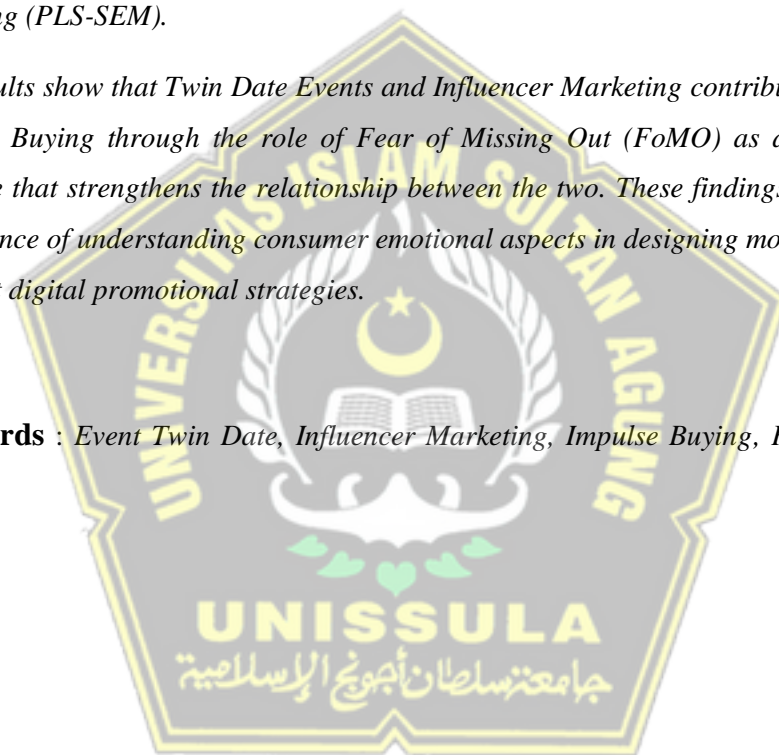 ng (PLS-SEM).
ults show that Twin Date Events and Influencer Marketing contribu
Buying through the role of Fear of Missing Out (FoMO) as a
e that strengthens the relationship between the two. These findings
nce of understanding consumer emotional aspects in designing mo
t digital promotional strategies.
rds : Event Twin Date, Influencer Marketing, Impulse Buying, F
UNIVERSITAS ISLAM SULTAN AGUNG
UNISSULA
جامعة سلطان أجونج الإسلامية